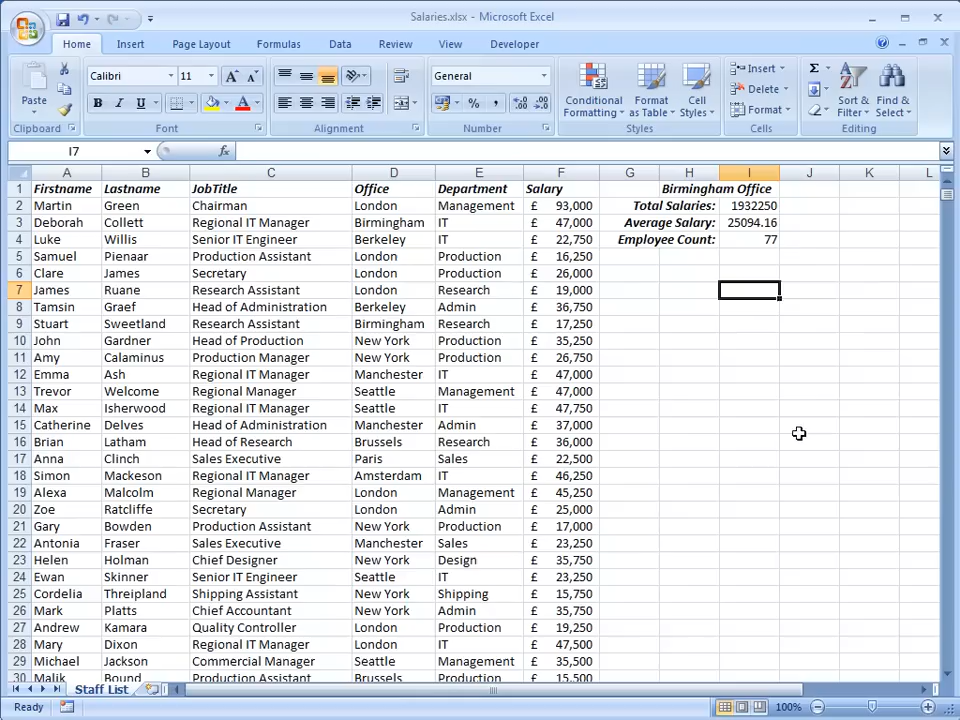 Salaries.xlsx - Microsoft Excel
Home Insert Page Layout Formulas Data Review View Developer
Calibri 11 General Insert Σ
Paste B I U % , Conditional Formatting Format as Table Cell Styles Delete Sort & Filter Find & Select
Format
Clipboard Font Alignment Number Styles Cells Editing
I7 fx
A B C D E F G H I J K L
1 Firstname Lastname JobTitle Office Department Salary Birmingham Office
2 Martin Green Chairman London Management £ 93,000 Total Salaries: 1932250
3 Deborah Collett Regional IT Manager Birmingham IT £ 47,000 Average Salary: 25094.16
4 Luke Willis Senior IT Engineer Berkeley IT £ 22,750 Employee Count: 77
5 Samuel Pienaar Production Assistant London Production £ 16,250
6 Clare James Secretary London Production £ 26,000
7 James Ruane Research Assistant London Research £ 19,000
8 Tamsin Graef Head of Administration Berkeley Admin £ 36,750
9 Stuart Sweetland Research Assistant Birmingham Research £ 17,250
10 John Gardner Head of Production New York Production £ 35,250
11 Amy Calaminus Production Manager New York Production £ 26,750
12 Emma Ash Regional IT Manager Manchester IT £ 47,000
13 Trevor Welcome Regional Manager Seattle Management £ 47,000
14 Max Isherwood Regional IT Manager Seattle IT £ 47,750
15 Catherine Delves Head of Administration Manchester Admin £ 37,000
16 Brian Latham Head of Research Brussels Research £ 36,000
17 Anna Clinch Sales Executive Paris Sales £ 22,500
18 Simon Mackeson Regional IT Manager Amsterdam IT £ 46,250
19 Alexa Malcolm Regional Manager London Management £ 45,250
20 Zoe Ratcliffe Secretary London Admin £ 25,000
21 Gary Bowden Production Assistant New York Production £ 17,000
22 Antonia Fraser Sales Executive Manchester Sales £ 23,250
23 Helen Holman Chief Designer New York Design £ 35,750
24 Ewan Skinner Senior IT Engineer Seattle IT £ 23,250
25 Cordelia Threipland Shipping Assistant New York Shipping £ 15,750
26 Mark Platts Chief Accountant New York Admin £ 35,750
27 Andrew Kamara Quality Controller London Production £ 19,250
28 Mary Dixon Regional IT Manager London IT £ 47,500
29 Michael Jackson Commercial Manager Seattle Management £ 35,500
30 Malik Bound Production Assistant Brussels Production £ 15,500
Staff List
Ready 100%